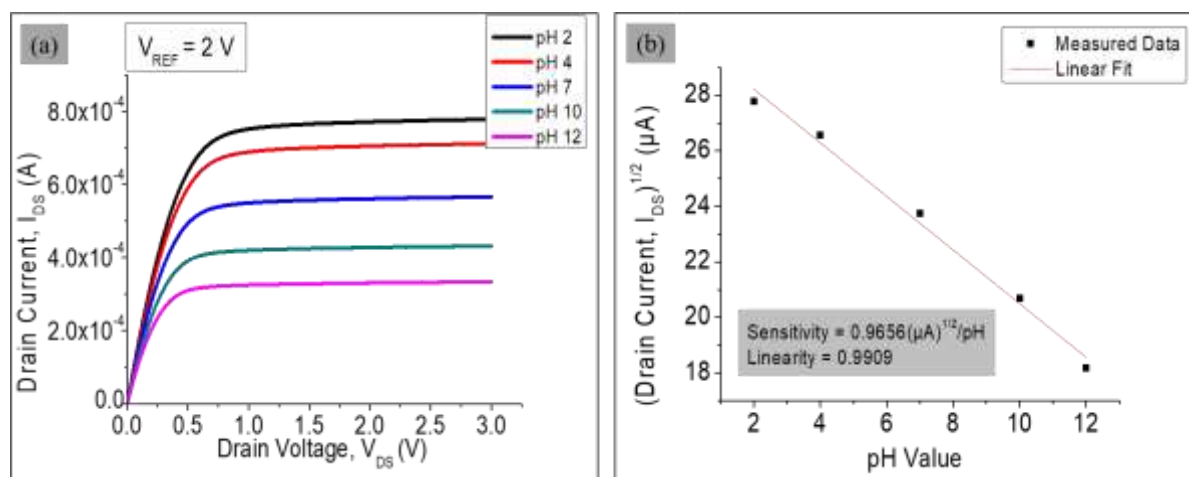 (a)
V_REF = 2 V
pH 2
pH 4
pH 7
pH 10
pH 12
8.0x10^-4
6.0x10^-4
4.0x10^-4
2.0x10^-4
0.0
Drain Current, I_DS (A)
0.0 0.5 1.0 1.5 2.0 2.5 3.0
Drain Voltage, V_DS (V)
(b)
Measured Data
Linear Fit
28
26
24
22
20
18
(Drain Current, I_DS)^1/2 (µA)
Sensitivity = 0.9656(µA)^1/2/pH
Linearity = 0.9909
2 4 6 8 10 12
pH Value